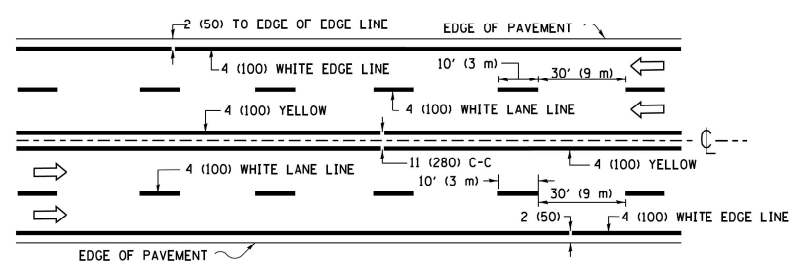 2 (50) TO EDGE OF EDGE LINE
EDGE OF PAVEMENT
4 (100) WHITE EDGE LINE
10' (3 m)
30' (9 m)
4 (100) YELLOW
4 (100) WHITE LANE LINE
℄
11 (280) C-C
4 (100) YELLOW
4 (100) WHITE LANE LINE
10' (3 m)
30' (9 m)
2 (50)
4 (100) WHITE EDGE LINE
EDGE OF PAVEMENT